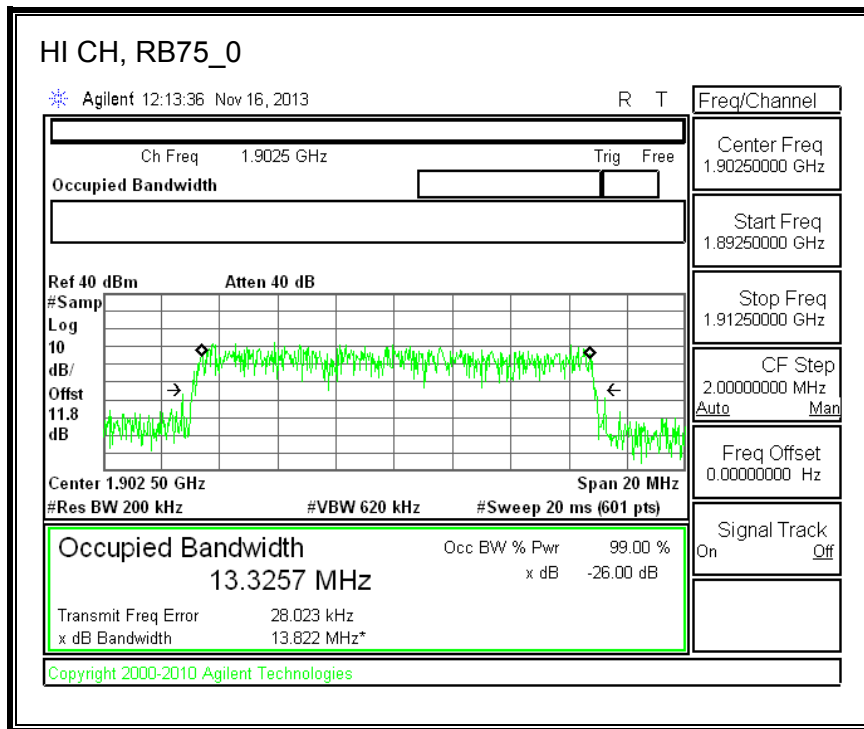 HI CH, RB75_0
Agilent 12:13:36 Nov 16, 2013 R T
Freq/Channel
Ch Freq 1.9025 GHz Trig Free
Occupied Bandwidth
Center Freq
1.90250000 GHz
Start Freq
1.89250000 GHz
Stop Freq
1.91250000 GHz
CF Step
2.00000000 MHz
Auto Man
Freq Offset
0.00000000 Hz
Signal Track
On Off
Ref 40 dBm Atten 40 dB
#Samp
Log
10
dB/
Offst
11.8
dB
Center 1.902 50 GHz Span 20 MHz
#Res BW 200 kHz #VBW 620 kHz #Sweep 20 ms (601 pts)
Occupied Bandwidth Occ BW % Pwr 99.00 %
13.3257 MHz x dB -26.00 dB
Transmit Freq Error 28.023 kHz
x dB Bandwidth 13.822 MHz*
Copyright 2000-2010 Agilent Technologies